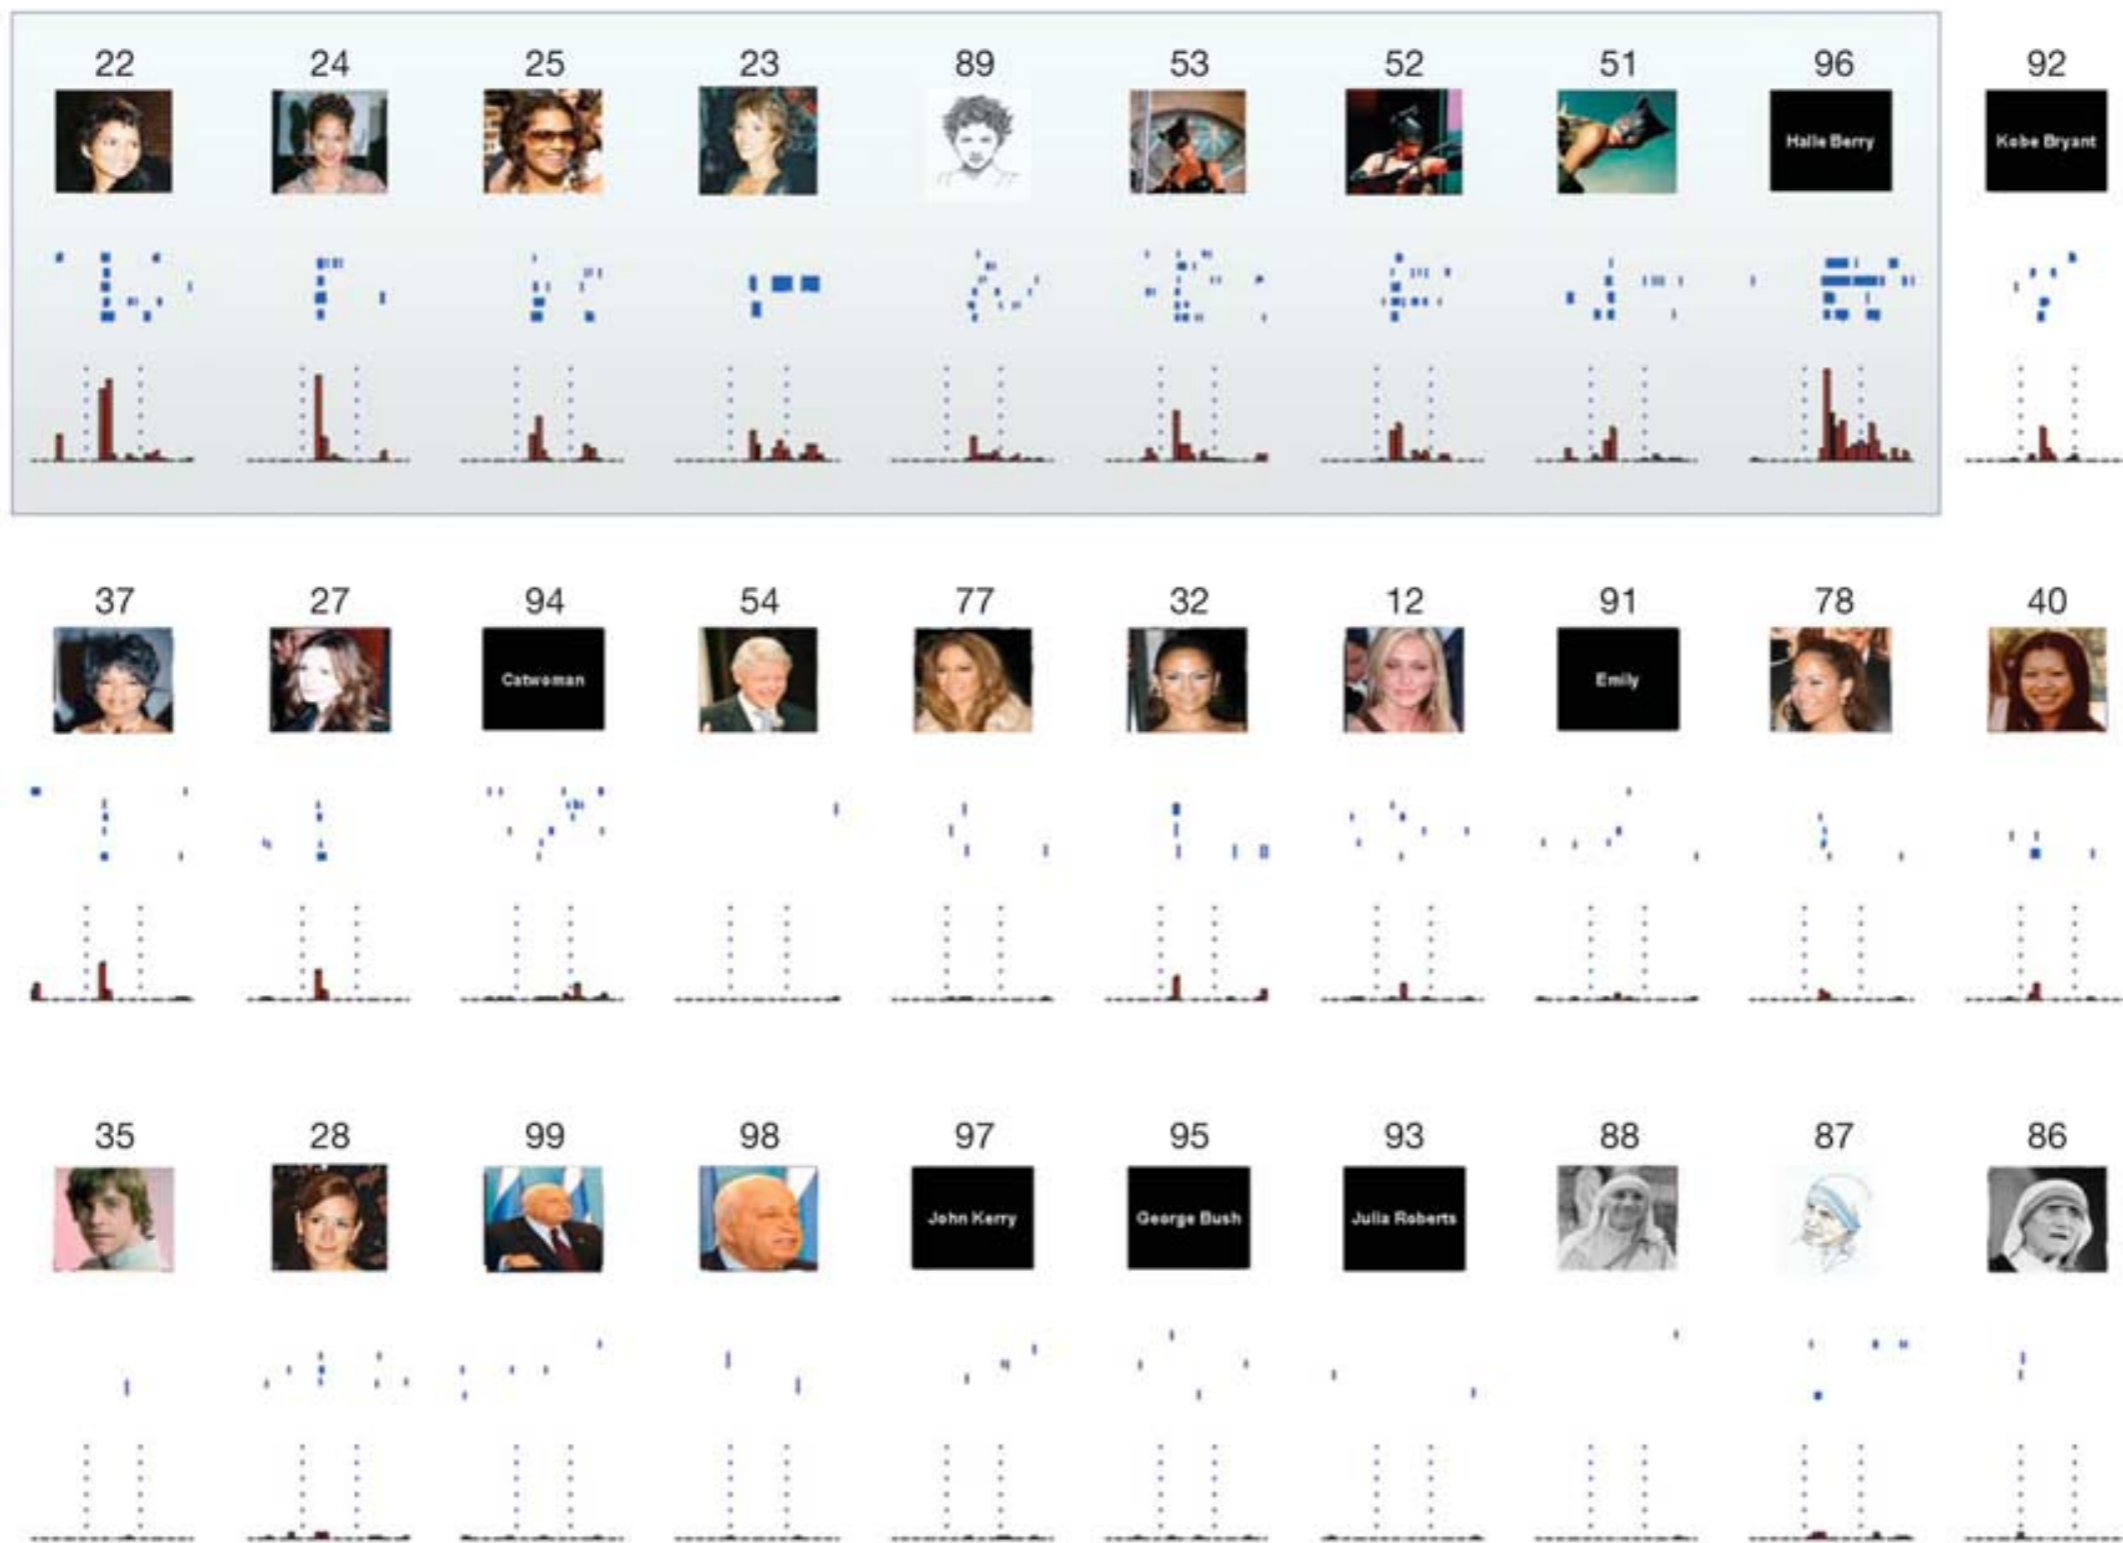 22 24 25 23 89 53 52 51 96 92
Halle Berry
Kobe Bryant
37 27 94 54 77 32 12 91 78 40
Catwoman
Emily
35 28 99 98 97 95 93 88 87 86
John Kerry
George Bush
Julia Roberts